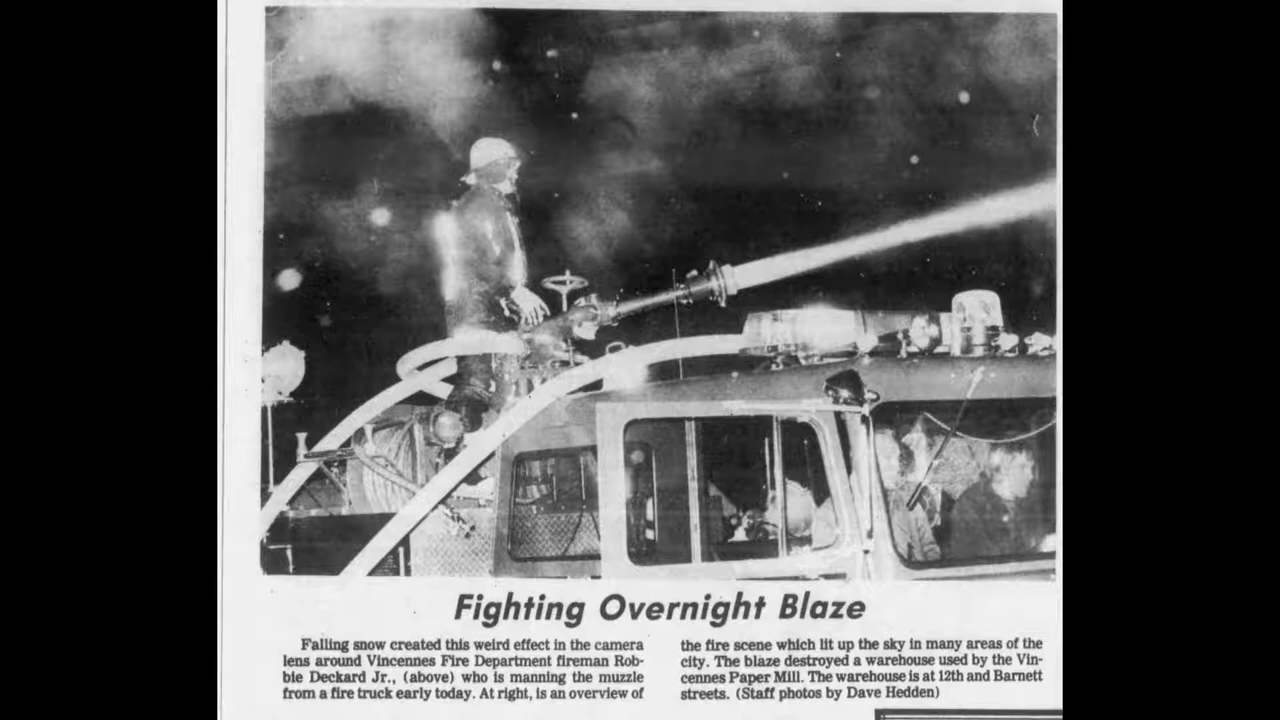 Fighting Overnight Blaze
Falling snow created this weird effect in the camera
lens around Vincennes Fire Department fireman Rob-
bie Deckard Jr., (above) who is manning the muzzle
from a fire truck early today. At right, is an overview of
the fire scene which lit up the sky in many areas of the
city. The blaze destroyed a warehouse used by the Vin-
cennes Paper Mill. The warehouse is at 12th and Barnett
streets. (Staff photos by Dave Hedden)